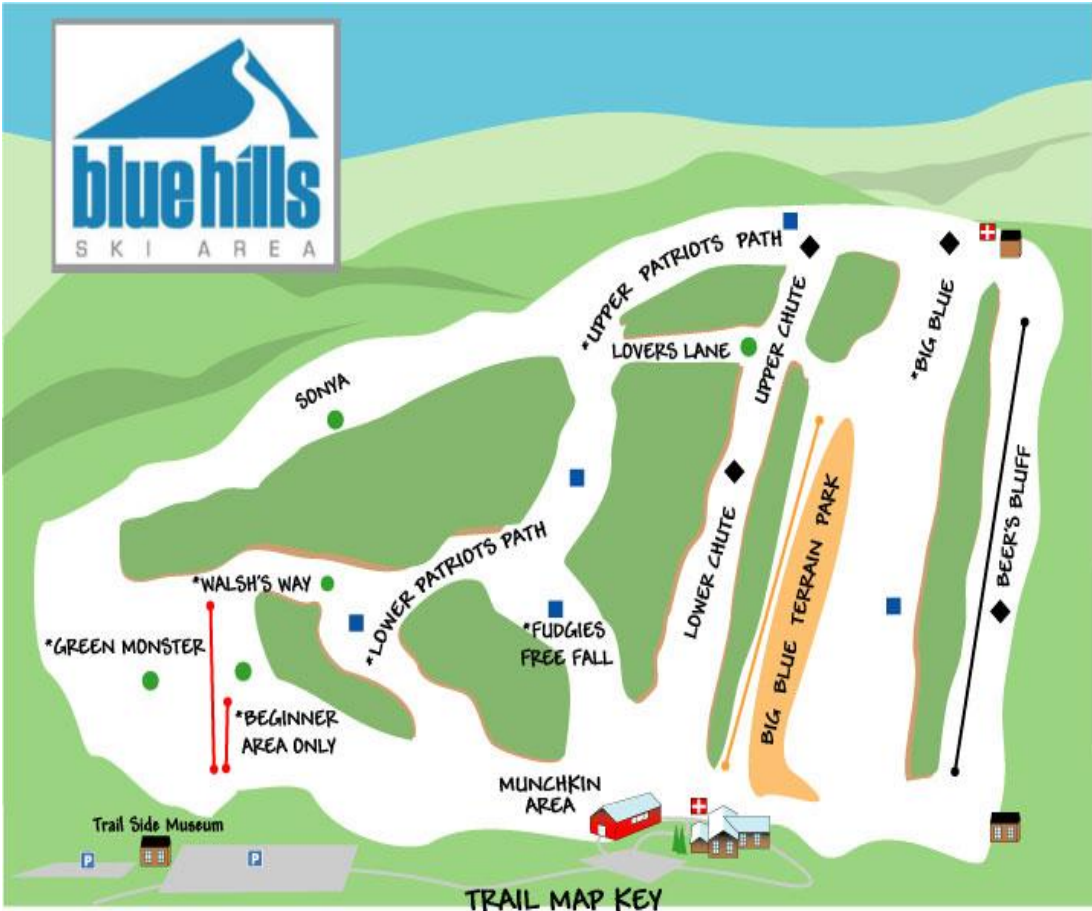 blue hills
SKI AREA
*UPPER PATRIOTS PATH
LOVERS LANE
UPPER CHUTE
*BIG BLUE
SONYA
LOWER CHUTE
BIG BLUE TERRAIN PARK
BEER'S BLUFF
*LOWER PATRIOTS PATH
*WALSH'S WAY
*FUDGIES
FREE FALL
*GREEN MONSTER
*BEGINNER
AREA ONLY
MUNCHKIN
AREA
Trail Side Museum
P
P
TRAIL MAP KEY